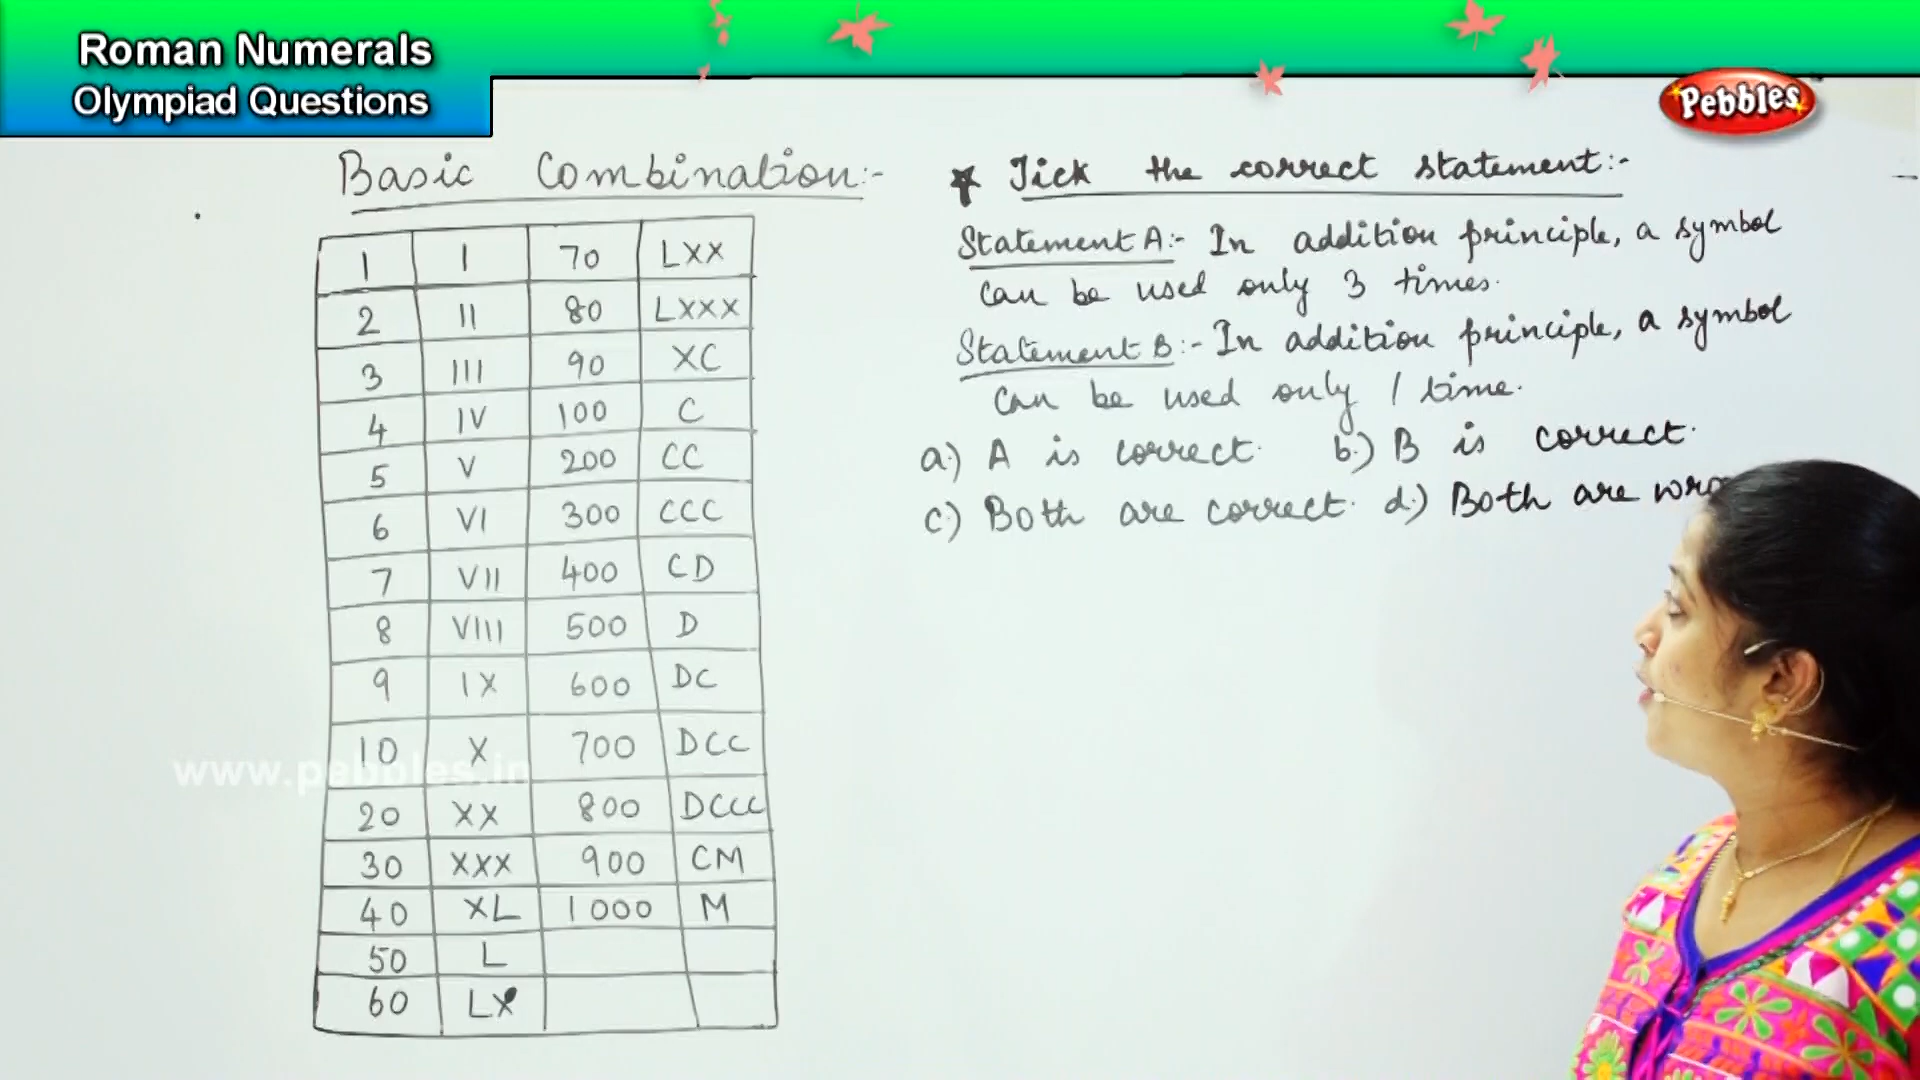 Roman Numerals
Olympiad Questions
Pebbles
Basic Combination:-
1 I 70 LXX
2 II 80 LXXX
3 III 90 XC
4 IV 100 C
5 V 200 CC
6 VI 300 CCC
7 VII 400 CD
8 VIII 500 D
9 IX 600 DC
10 X 700 DCC
20 XX 800 DCCC
30 XXX 900 CM
40 XL 1000 M
50 L
60 LX
www.pebbles.in
* Tick the correct statement:-
Statement A:- In addition principle, a symbol
can be used only 3 times.
Statement B:- In addition principle, a symbol
can be used only 1 time.
a.) A is correct. b.) B is correct.
c.) Both are correct. d.) Both are